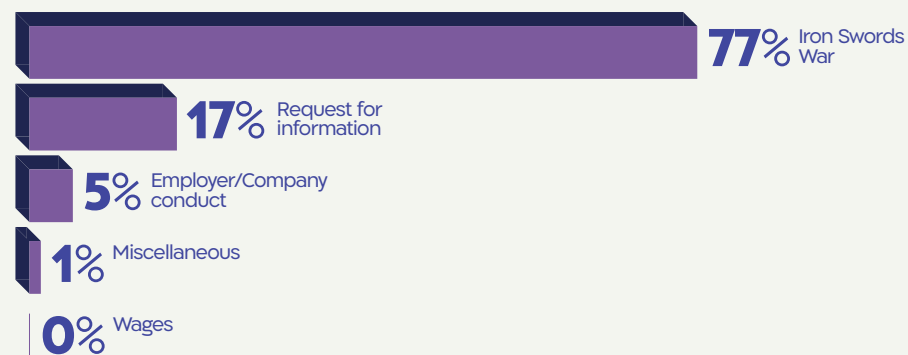 77% Iron Swords
War
17% Request for
information
5% Employer/Company
conduct
1% Miscellaneous
0% Wages